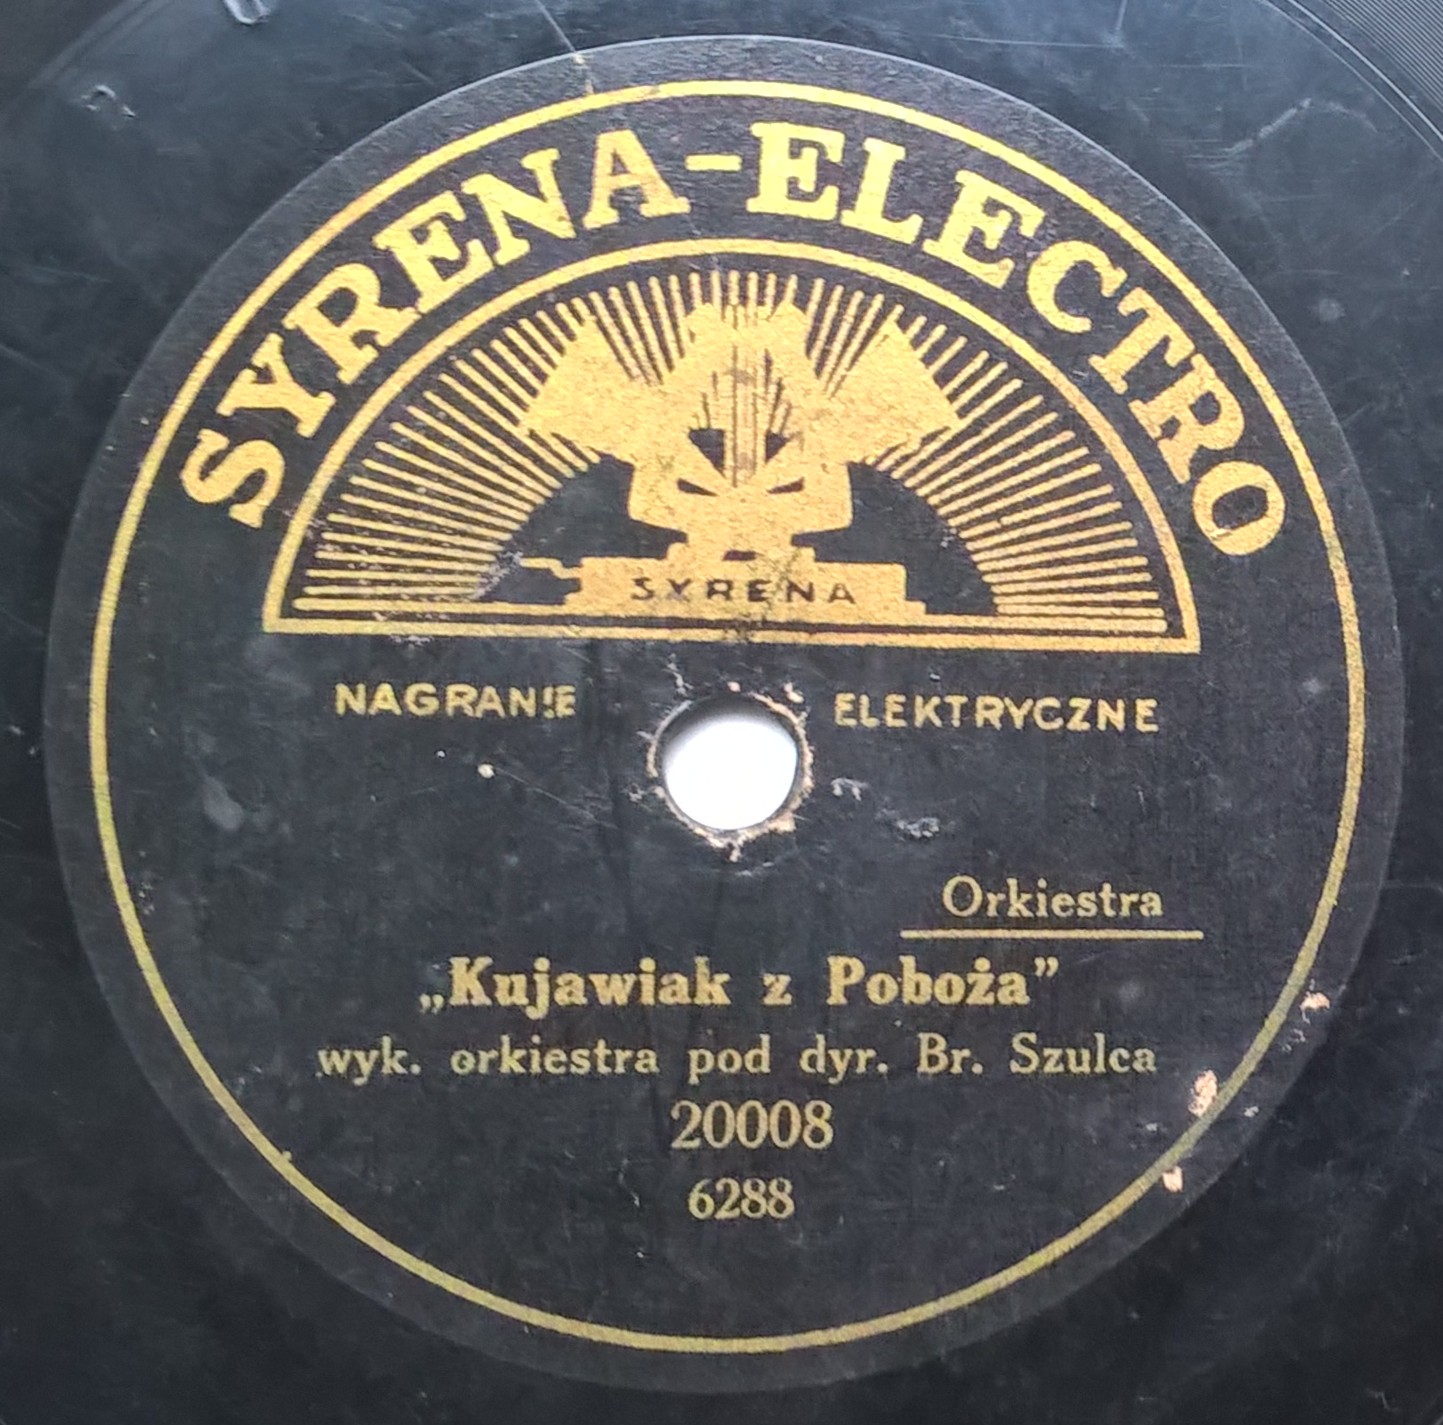 SYRENA-ELECTRO
SYRENA
NAGRANIE ELEKTRYCZNE
Orkiestra
„Kujawiak z Poboża”
wyk. orkiestra pod dyr. Br. Szulca
20008
6288